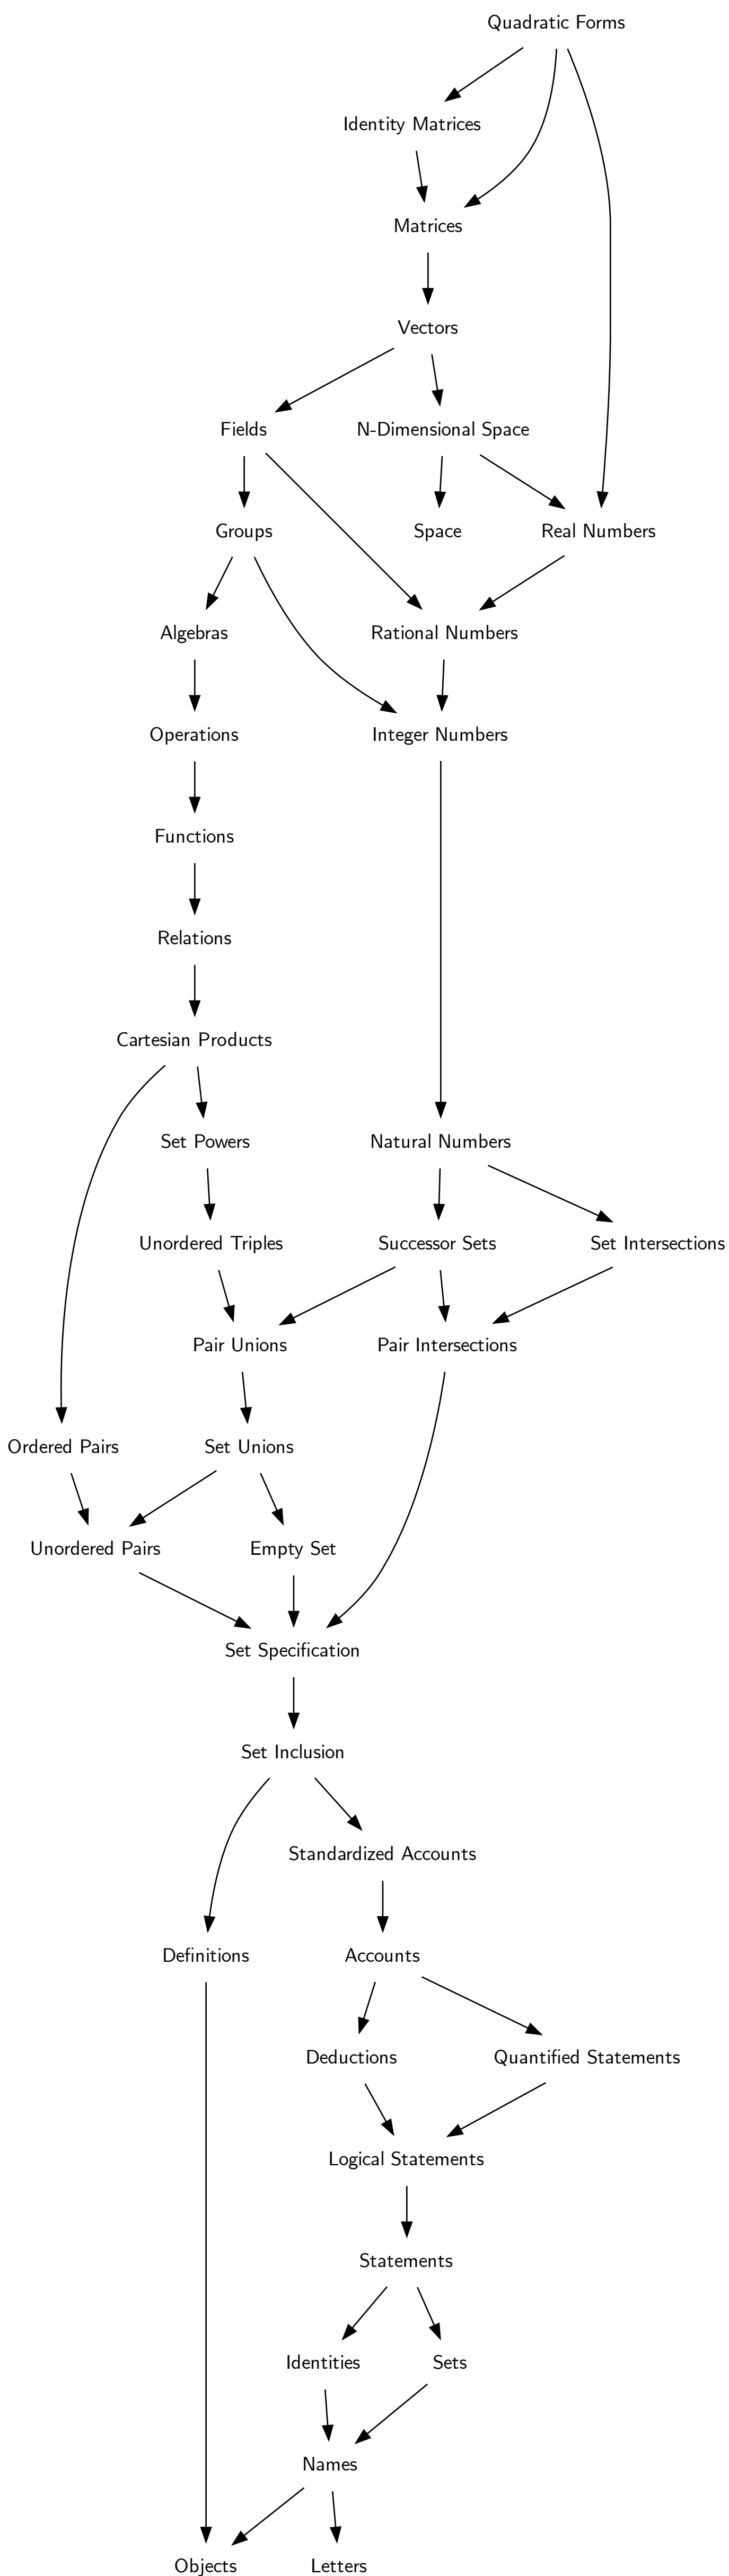 Quadratic Forms
Identity Matrices
Matrices
Vectors
Fields
N-Dimensional Space
Groups
Space
Real Numbers
Algebras
Rational Numbers
Operations
Integer Numbers
Functions
Relations
Cartesian Products
Set Powers
Natural Numbers
Unordered Triples
Successor Sets
Set Intersections
Pair Unions
Pair Intersections
Ordered Pairs
Set Unions
Unordered Pairs
Empty Set
Set Specification
Set Inclusion
Standardized Accounts
Definitions
Accounts
Deductions
Quantified Statements
Logical Statements
Statements
Identities
Sets
Names
Objects
Letters